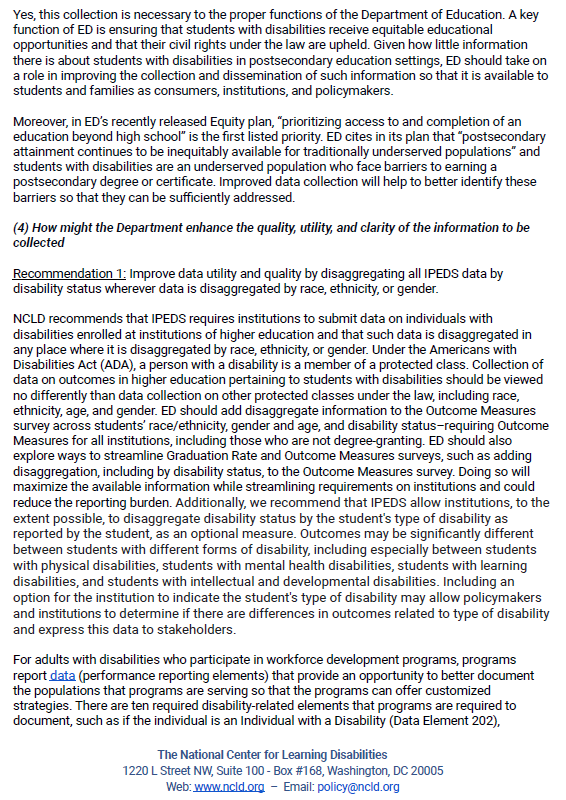 Yes, this collection is necessary to the proper functions of the Department of Education. A key
function of ED is ensuring that students with disabilities receive equitable educational
opportunities and that their civil rights under the law are upheld. Given how little information
there is about students with disabilities in postsecondary education settings, ED should take on
a role in improving the collection and dissemination of such information so that it is available to
students and families as consumers, institutions, and policymakers.
Moreover, in ED’s recently released Equity plan, “prioritizing access to and completion of an
education beyond high school” is the first listed priority. ED cites in its plan that “postsecondary
attainment continues to be inequitably available for traditionally underserved populations” and
students with disabilities are an underserved population who face barriers to earning a
postsecondary degree or certificate. Improved data collection will help to better identify these
barriers so that they can be sufficiently addressed.
(4) How might the Department enhance the quality, utility, and clarity of the information to be
collected
Recommendation 1: Improve data utility and quality by disaggregating all IPEDS data by
disability status wherever data is disaggregated by race, ethnicity, or gender.
NCLD recommends that IPEDS requires institutions to submit data on individuals with
disabilities enrolled at institutions of higher education and that such data is disaggregated in
any place where it is disaggregated by race, ethnicity, or gender. Under the Americans with
Disabilities Act (ADA), a person with a disability is a member of a protected class. Collection of
data on outcomes in higher education pertaining to students with disabilities should be viewed
no differently than data collection on other protected classes under the law, including race,
ethnicity, age, and gender. ED should add disaggregate information to the Outcome Measures
survey across students’ race/ethnicity, gender and age, and disability status–requiring Outcome
Measures for all institutions, including those who are not degree-granting. ED should also
explore ways to streamline Graduation Rate and Outcome Measures surveys, such as adding
disaggregation, including by disability status, to the Outcome Measures survey. Doing so will
maximize the available information while streamlining requirements on institutions and could
reduce the reporting burden. Additionally, we recommend that IPEDS allow institutions, to the
extent possible, to disaggregate disability status by the student's type of disability as
reported by the student, as an optional measure. Outcomes may be significantly different
between students with different forms of disability, including especially between students
with physical disabilities, students with mental health disabilities, students with learning
disabilities, and students with intellectual and developmental disabilities. Including an
option for the institution to indicate the student's type of disability may allow policymakers
and institutions to determine if there are differences in outcomes related to type of disability
and express this data to stakeholders.
For adults with disabilities who participate in workforce development programs, programs
report data (performance reporting elements) that provide an opportunity to better document
the populations that programs are serving so that the programs can offer customized
strategies. There are ten required disability-related elements that programs are required to
document, such as if the individual is an Individual with a Disability (Data Element 202),
The National Center for Learning Disabilities
1220 L Street NW, Suite 100 - Box #168, Washington, DC 20005
Web: www.ncld.org – Email: policy@ncld.org